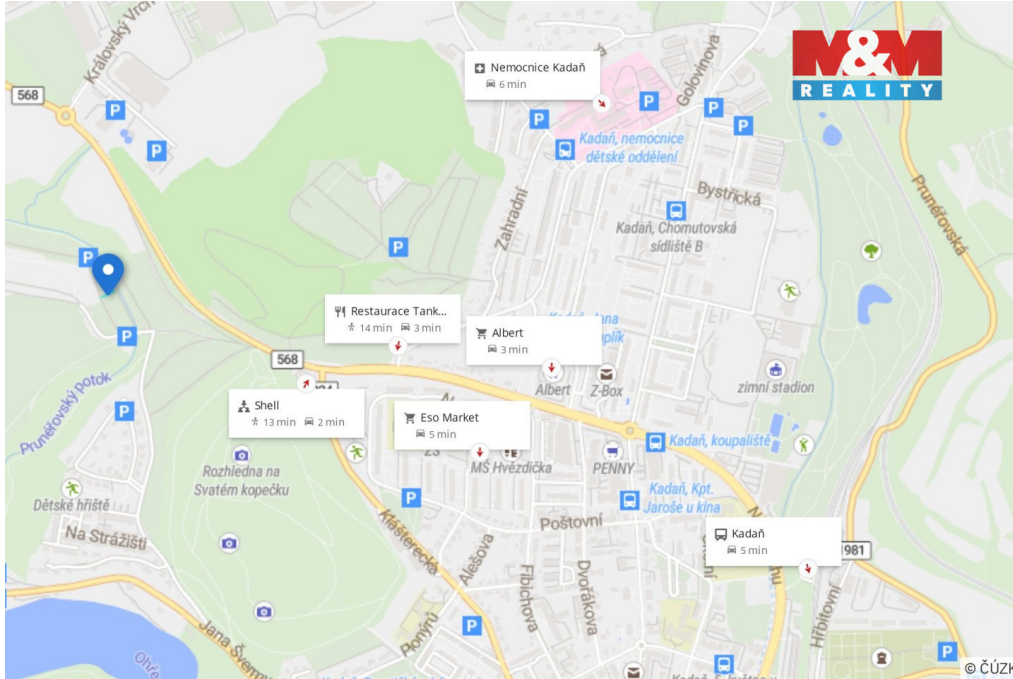 Královský Vrch
568
Nemocnice Kadaň
6 min
Golovinova
M&M
REALITY
Kadaň, nemocnice
dětské oddělení
Bystřická
Zahradní
Kadaň, Chomutovská
sídliště B
Prunéřovská
Restaurace Tank...
14 min 3 min
Albert
3 min
568
Albert
Z-Box
zimní stadion
Prunéřovský potok
Shell
13 min 2 min
Eso Market
5 min
Kadaň, koupaliště
Rozhledna na
Svatém kopečku
MŠ Hvězdička
PENNY
Dětské hřiště
Kadaň, Kpt.
Jaroše u kina
Na Strážišti
Klášterecká
Poštovní
Kadaň
5 min
Alešova
Fibichova
Dvořákova
Hřbitovní
Pionýrů
Jana Švermy
© ČÚZK